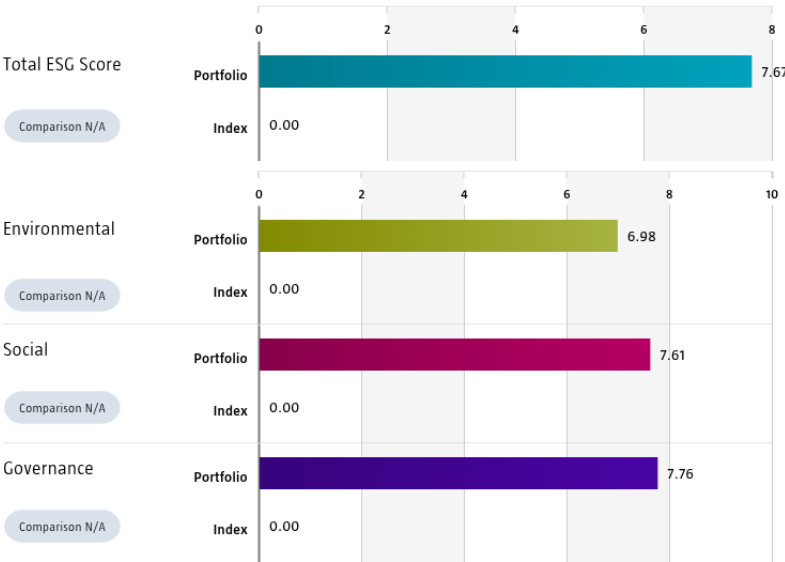 0 2 4 6 8
Total ESG Score
Portfolio 7.67
Comparison N/A
Index 0.00
0 2 4 6 8 10
Environmental
Portfolio 6.98
Comparison N/A
Index 0.00
Social
Portfolio 7.61
Comparison N/A
Index 0.00
Governance
Portfolio 7.76
Comparison N/A
Index 0.00